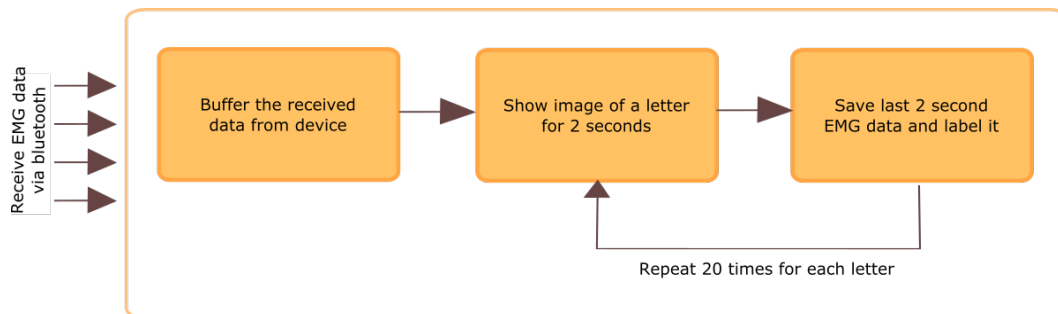 Receive EMG data
via bluetooth
Buffer the received
data from device
Show image of a letter
for 2 seconds
Save last 2 second
EMG data and label it
Repeat 20 times for each letter